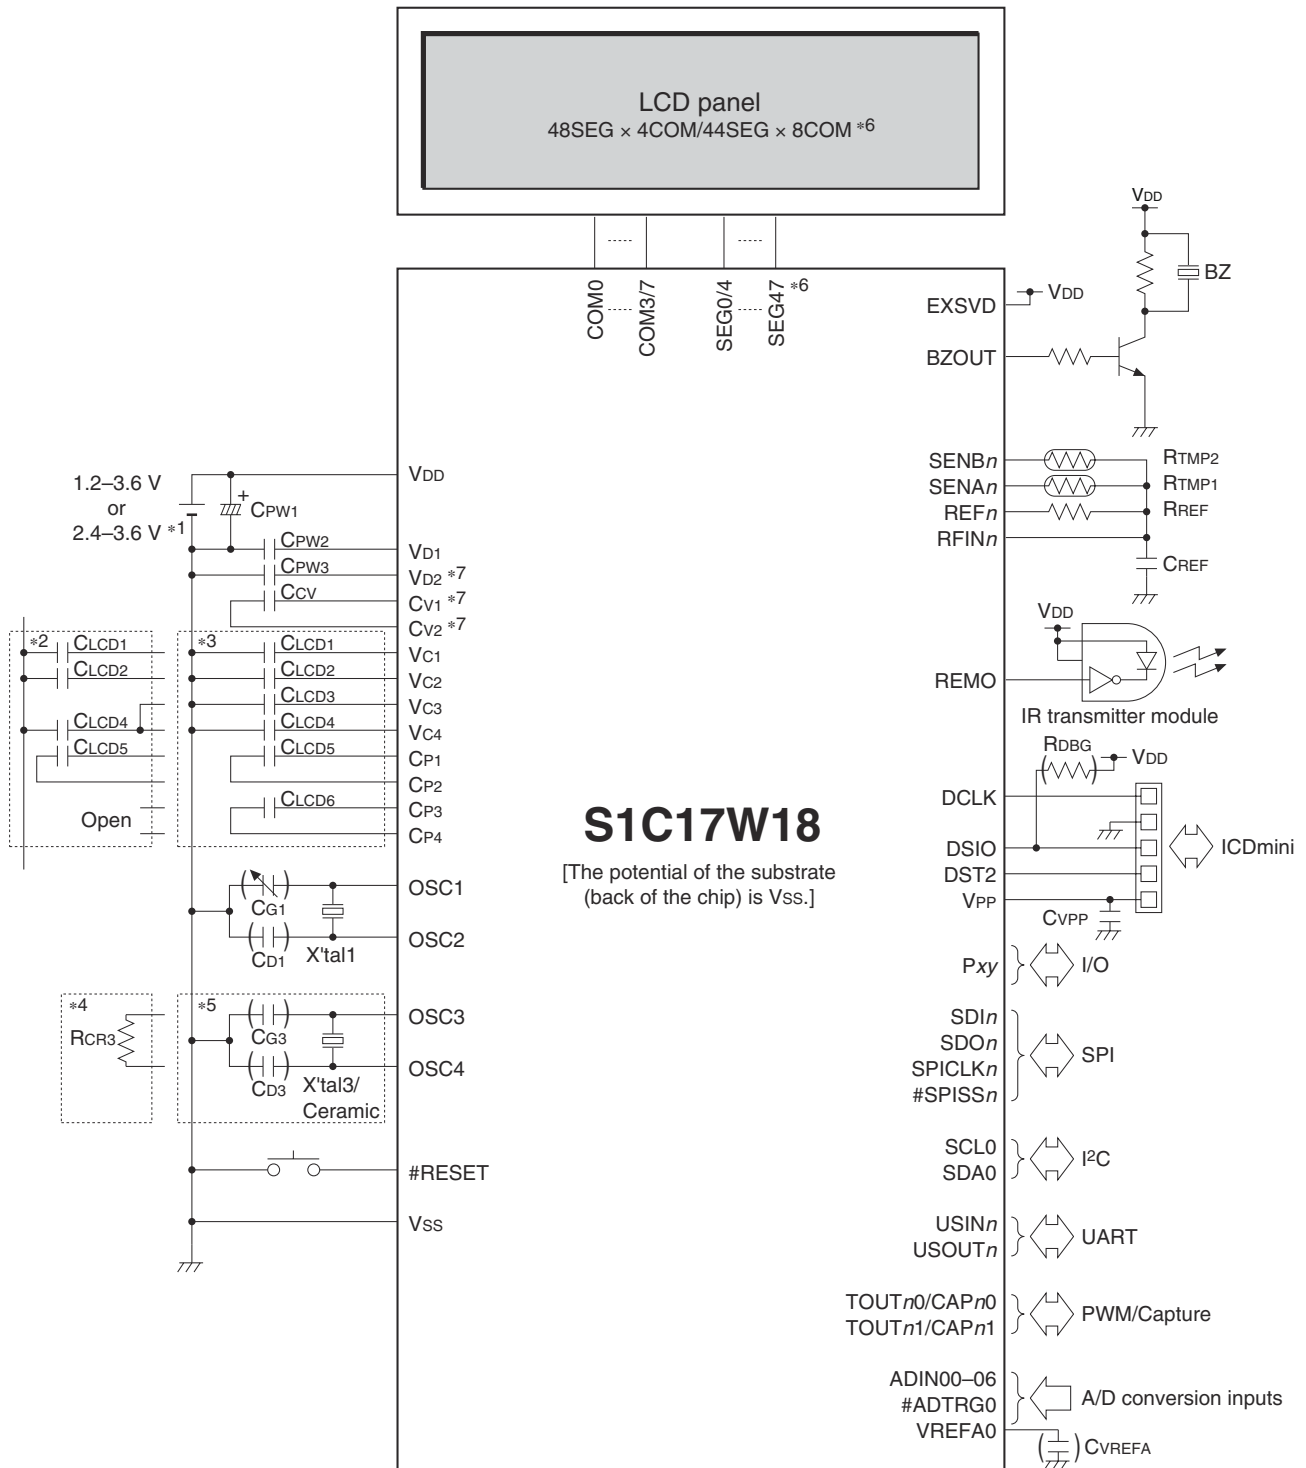 LCD panel
48SEG × 4COM/44SEG × 8COM *6
COM0
COM3/7
SEG0/4
SEG47 *6
VDD
BZ
EXSVD
VDD
BZOUT
1.2–3.6 V
or
2.4–3.6 V *1
+
CPW1
VDD
CPW2
VD1
CPW3
VD2 *7
CCV
CV1 *7
CV2 *7
*2
CLCD1
CLCD2
CLCD4
CLCD5
Open
*3
CLCD1
VC1
CLCD2
VC2
CLCD3
VC3
CLCD4
VC4
CLCD5
CP1
CP2
CLCD6
CP3
CP4
CG1
CD1
X'tal1
OSC1
OSC2
*4
RCR3
*5
CG3
CD3
X'tal3/
Ceramic
OSC3
OSC4
#RESET
VSS
S1C17W18
[The potential of the substrate
(back of the chip) is VSS.]
SENBn
RTMP2
SENAn
RTMP1
REFn
RREF
RFINn
CREF
VDD
REMO
IR transmitter module
RDBG
VDD
DCLK
DSIO
ICDmini
DST2
VPP
CVPP
Pxy
I/O
SDIn
SDOn
SPICLKn
#SPISSn
SPI
SCL0
SDA0
I²C
USINn
USOUTn
UART
TOUTn0/CAPn0
TOUTn1/CAPn1
PWM/Capture
ADIN00–06
#ADTRG0
VREFA0
A/D conversion inputs
CVREFA